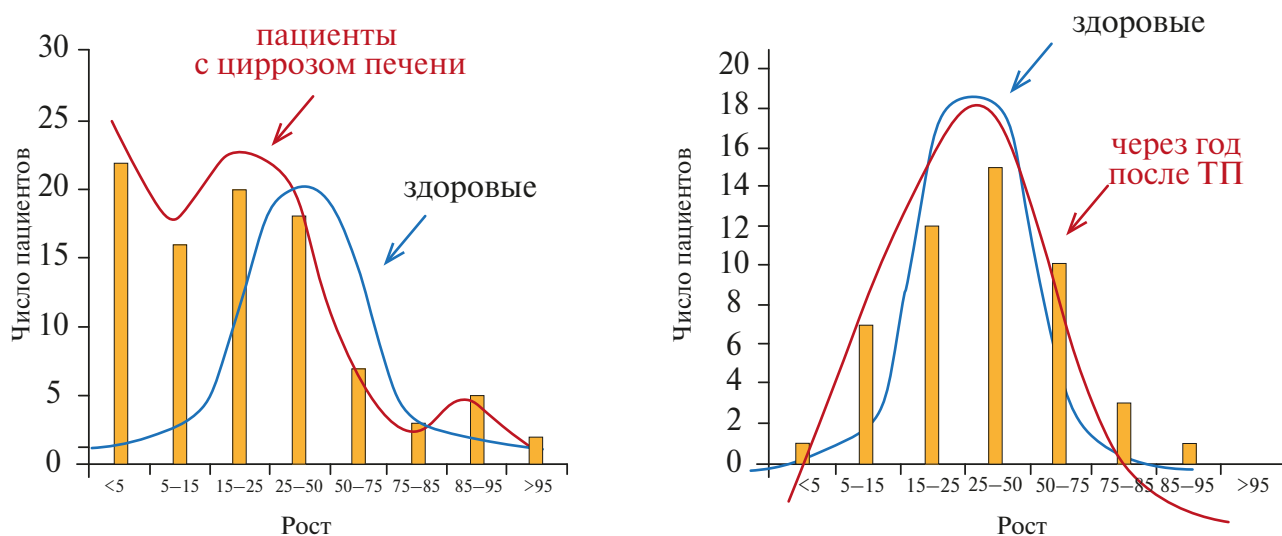 пациенты
с циррозом печени
здоровые
Число пациентов
30
25
20
15
10
5
0
<5 5–15 15–25 25–50 50–75 75–85 85–95 >95
Рост
здоровые
через год
после ТП
Число пациентов
20
18
16
14
12
10
8
6
4
2
0
<5 5–15 15–25 25–50 50–75 75–85 85–95 >95
Рост